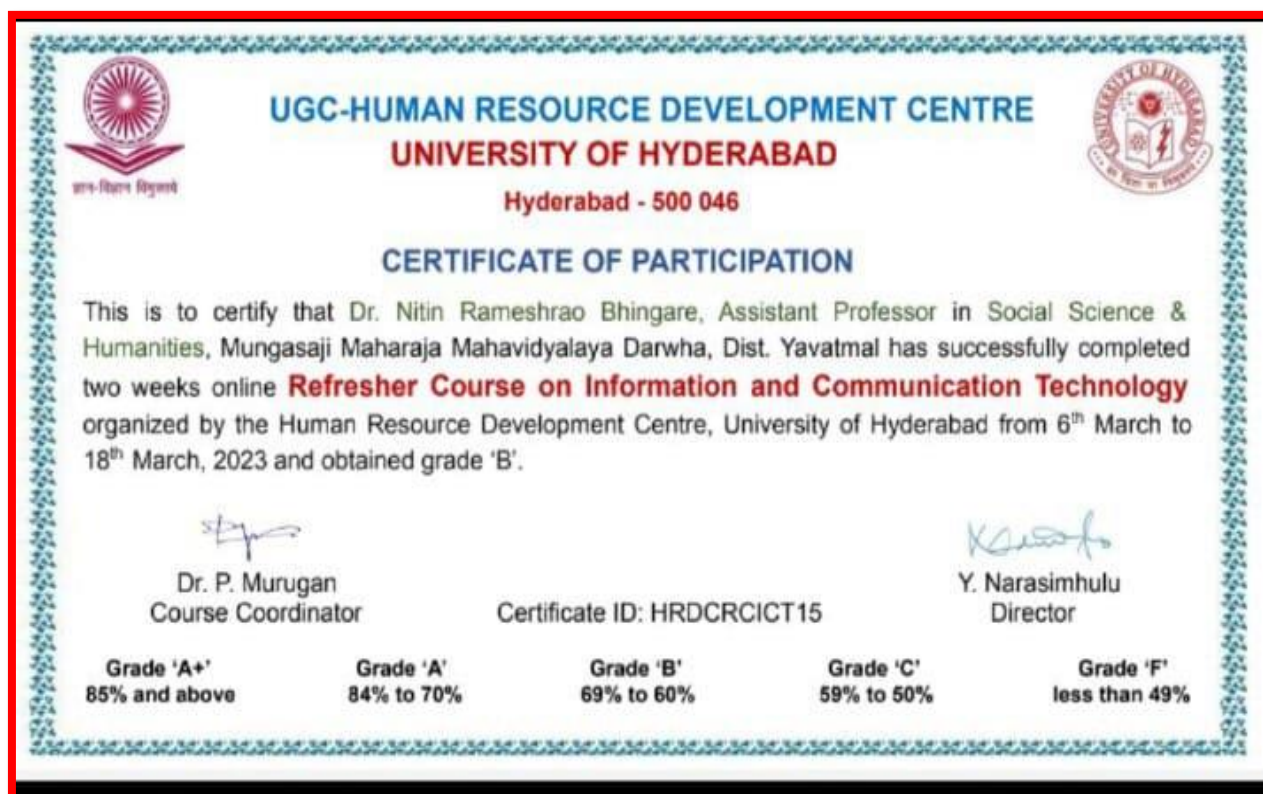 UGC-HUMAN RESOURCE DEVELOPMENT CENTRE
UNIVERSITY OF HYDERABAD
Hyderabad - 500 046
ज्ञान-विज्ञान विमुक्तये
UNIVERSITY OF HYDERABAD
CERTIFICATE OF PARTICIPATION
This is to certify that Dr. Nitin Rameshrao Bhingare, Assistant Professor in Social Science &
Humanities, Mungasaji Maharaja Mahavidyalaya Darwha, Dist. Yavatmal has successfully completed
two weeks online Refresher Course on Information and Communication Technology
organized by the Human Resource Development Centre, University of Hyderabad from 6th March to
18th March, 2023 and obtained grade ‘B’.
Dr. P. Murugan
Course Coordinator
Certificate ID: HRDCRCICT15
Y. Narasimhulu
Director
Grade ‘A+’ Grade ‘A’ Grade ‘B’ Grade ‘C’ Grade ‘F’
85% and above 84% to 70% 69% to 60% 59% to 50% less than 49%